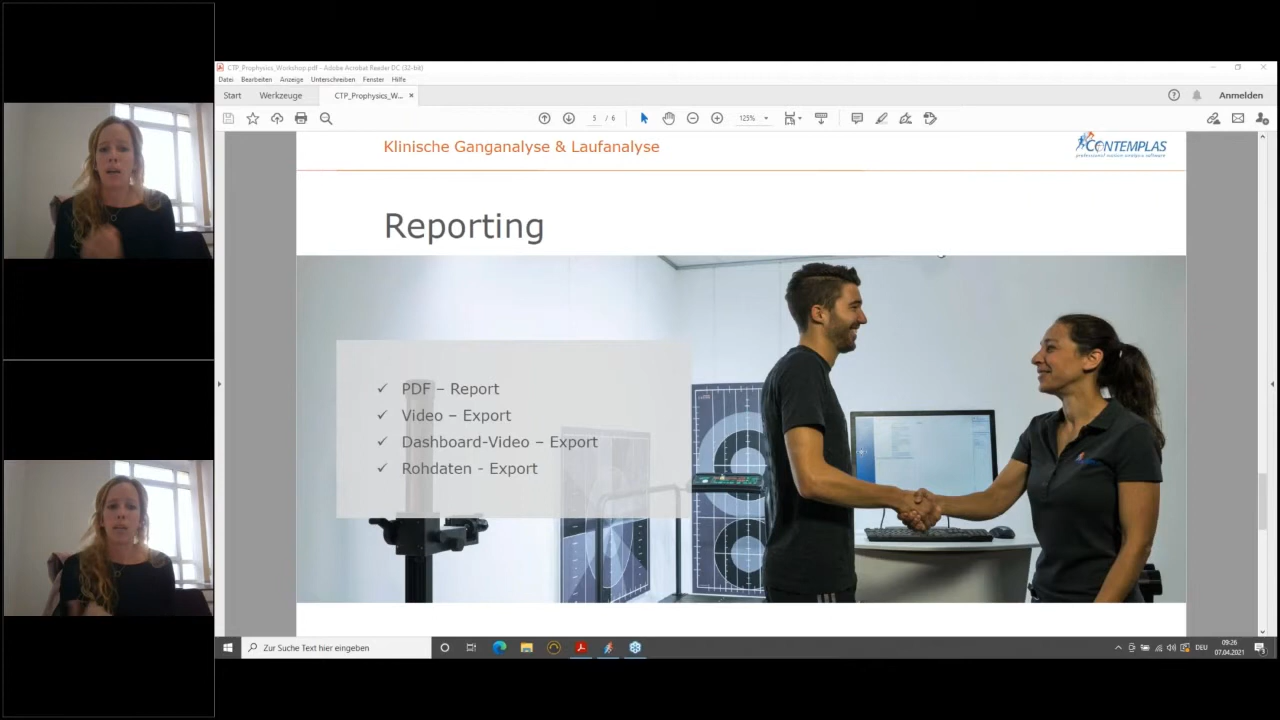 CTP_Prophysics_Workshop.pdf - Adobe Acrobat Reader DC (32-bit)
Datei Bearbeiten Anzeige Unterschreiben Fenster Hilfe
Start Werkzeuge CTP_Prophysics_W... ×
Anmelden
5 / 6
125%
Klinische Ganganalyse & Laufanalyse
CONTEMPLAS
professional motion analysis software
Reporting
✓ PDF – Report
✓ Video – Export
✓ Dashboard-Video – Export
✓ Rohdaten - Export
Zur Suche Text hier eingeben
DEU
09:26
07.04.2021